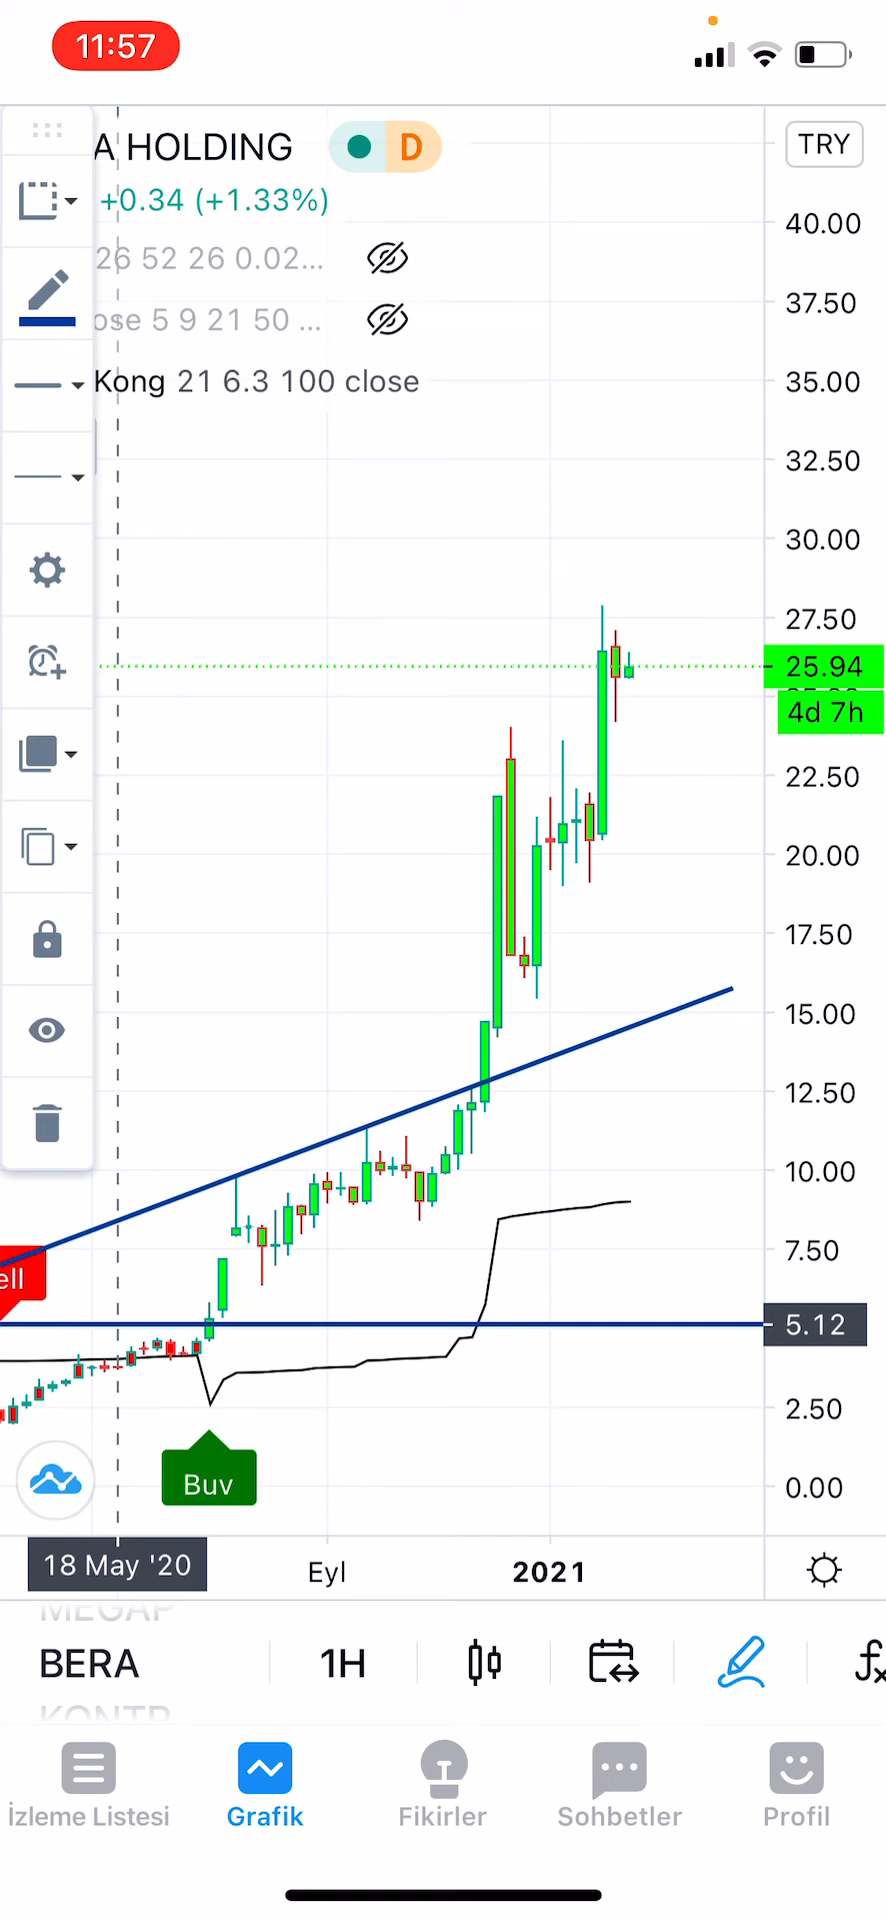 11:57
A HOLDING
D
TRY
+0.34 (+1.33%)
26 52 26 0.02...
ose 5 9 21 50 ...
Kong 21 6.3 100 close
40.00
37.50
35.00
32.50
30.00
27.50
25.94
4d 7h
22.50
20.00
17.50
15.00
12.50
10.00
7.50
5.12
2.50
0.00
ell
Buv
18 May '20
Eyl
2021
MEGAP
BERA
1H
KONTR
İzleme Listesi
Grafik
Fikirler
Sohbetler
Profil